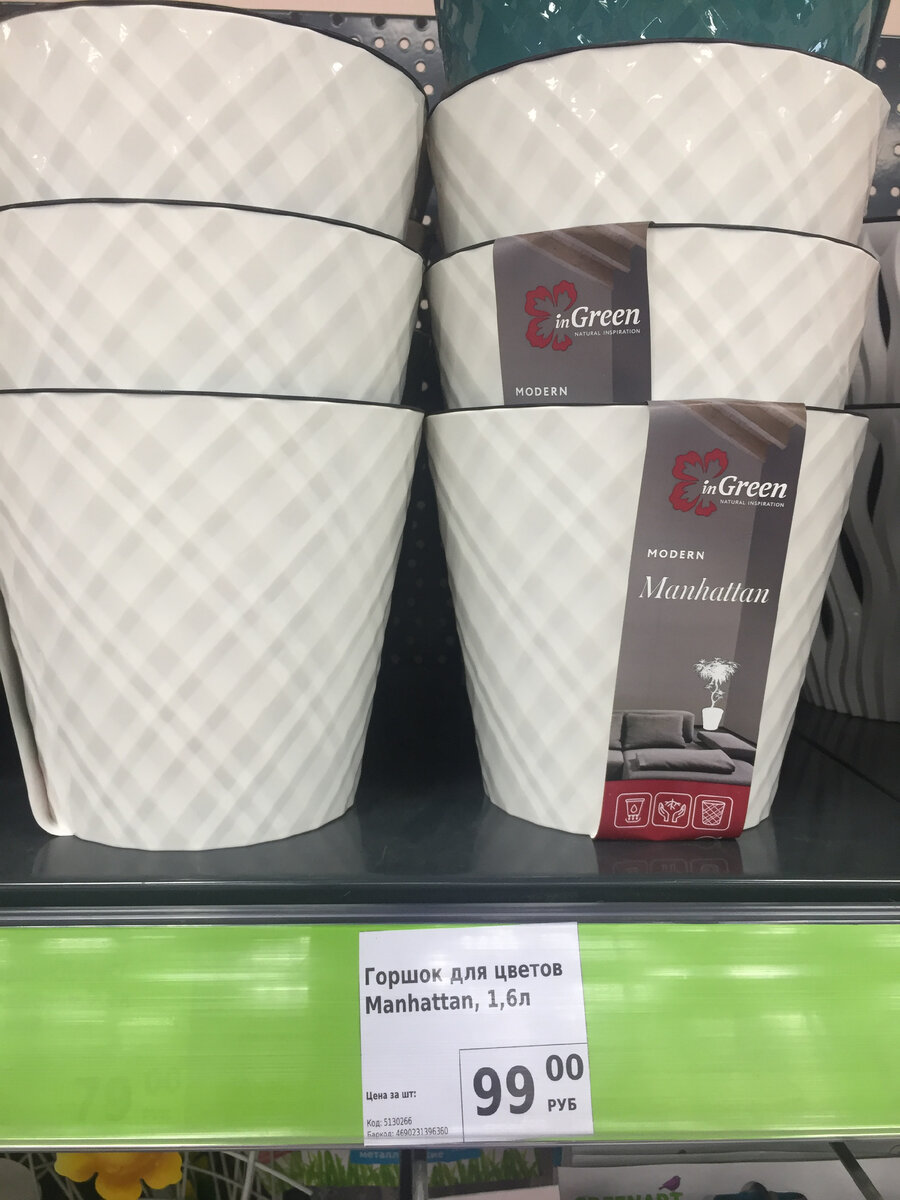 inGreen
NATURAL INSPIRATION
MODERN
inGreen
NATURAL INSPIRATION
MODERN
Manhattan
Горшок для цветов
Manhattan, 1,6л
Цена за шт:
99 00
РУБ
Код: 5130266
Баркод: 4690231396360